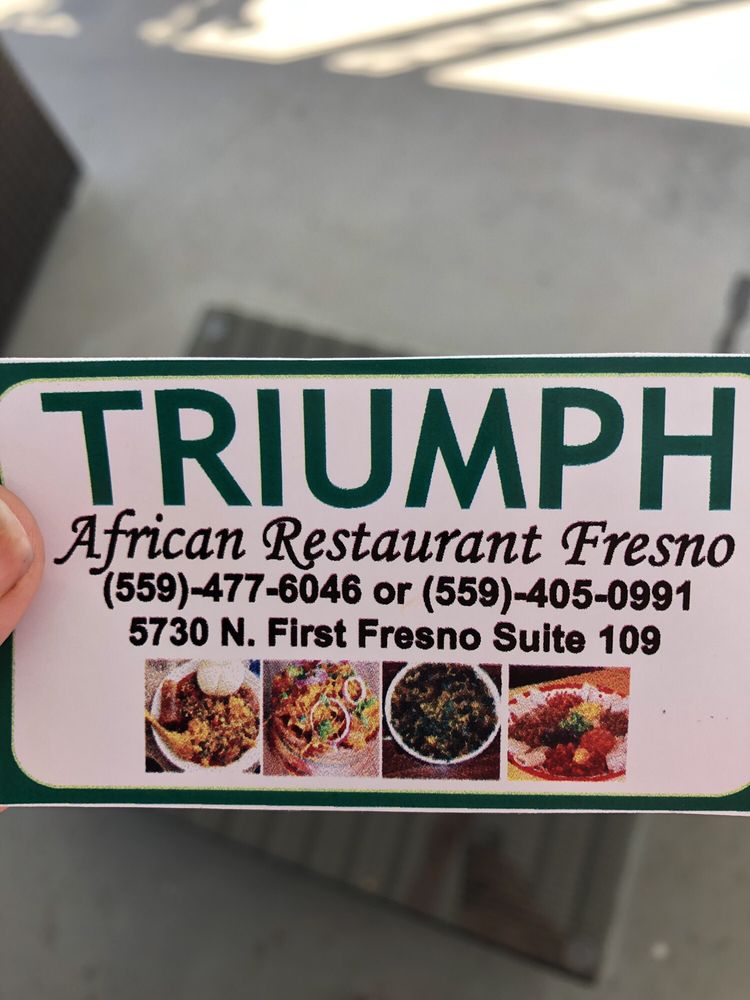 TRIUMPH
African Restaurant Fresno
(559)-477-6046 or (559)-405-0991
5730 N. First Fresno Suite 109